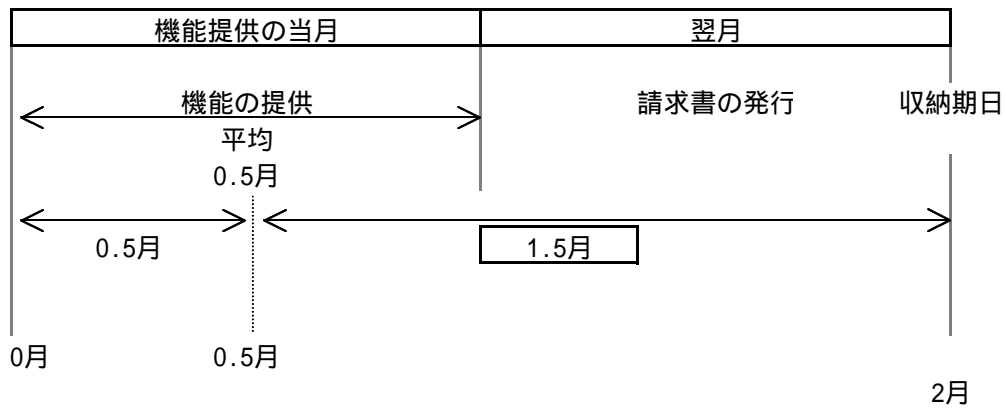 機能提供の当月 翌月
機能の提供 請求書の発行 収納期日
平均
0.5月
0.5月 1.5月
0月 0.5月
2月